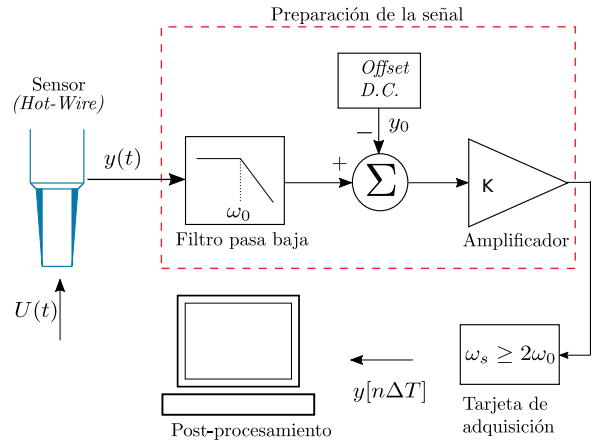 Preparación de la señal
Sensor
(Hot-Wire)
Offset
D.C.
− y₀
y(t)
+
Σ
K
ω₀
Filtro pasa baja
Amplificador
U(t)
ωₛ ≥ 2ω₀
y[nΔT]
Tarjeta de
adquisición
Post-procesamiento